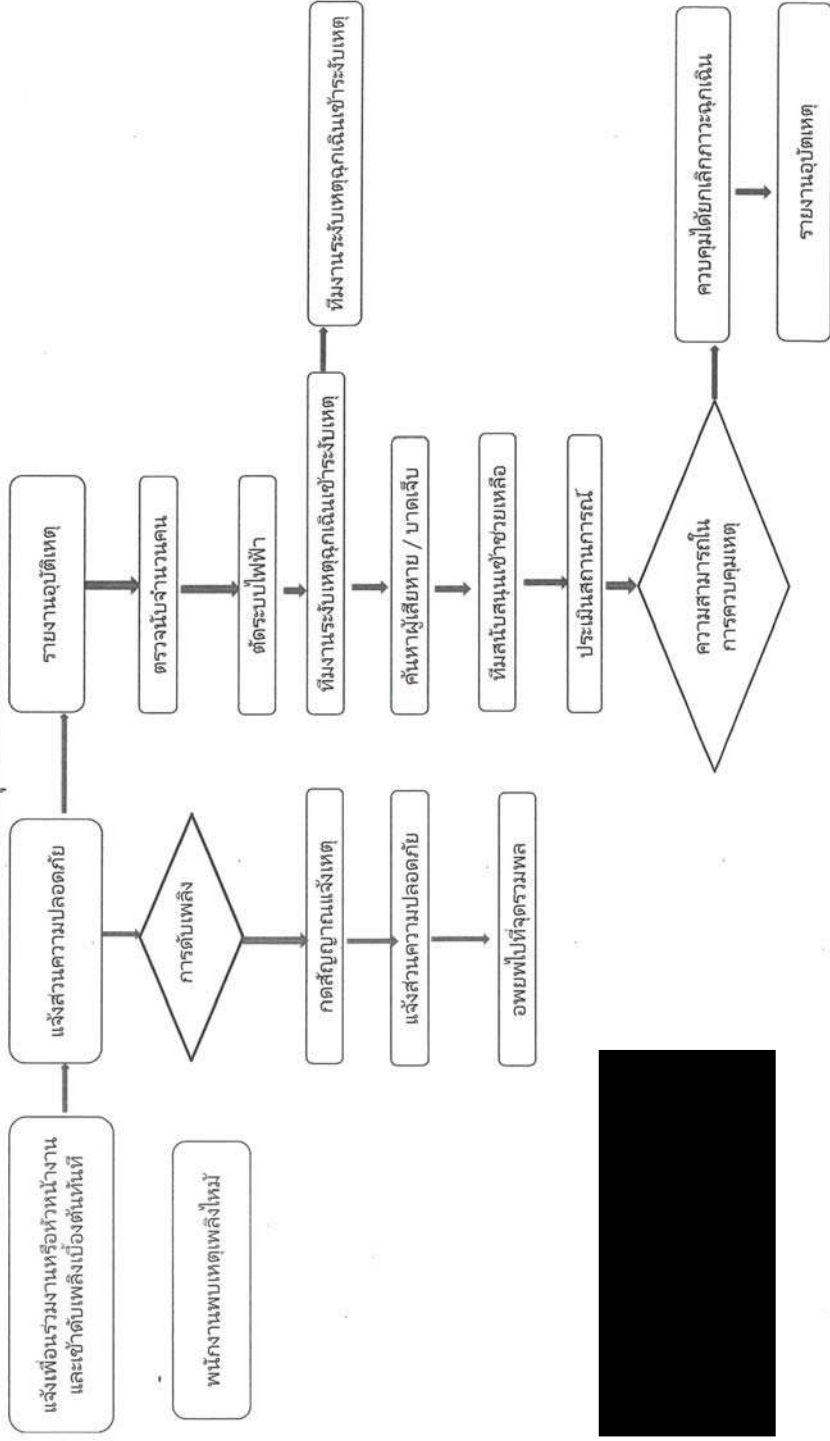 แจ้งเพื่อนร่วมงานหรือหัวหน้างาน
และเข้าดับเพลิงเบื้องต้นทันที
พนักงานพบเหตุเพลิงไหม้
แจ้งส่วนความปลอดภัย
การดับเพลิง
กดสัญญาณแจ้งเหตุ
แจ้งส่วนความปลอดภัย
อพยพไปที่จุดรวมพล
รายงานอุบัติเหตุ
ตรวจนับจำนวนคน
ตัดระบบไฟฟ้า
ทีมงานระงับเหตุฉุกเฉินเข้าระงับเหตุ
ค้นหาผู้เสียหาย / บาดเจ็บ
ทีมสนับสนุนเข้าช่วยเหลือ
ประเมินสถานการณ์
ความสามารถใน
การควบคุมเหตุ
ทีมงานระงับเหตุฉุกเฉินเข้าระงับเหตุ
ควบคุมได้ยกเลิกภาวะฉุกเฉิน
รายงานอุบัติเหตุ